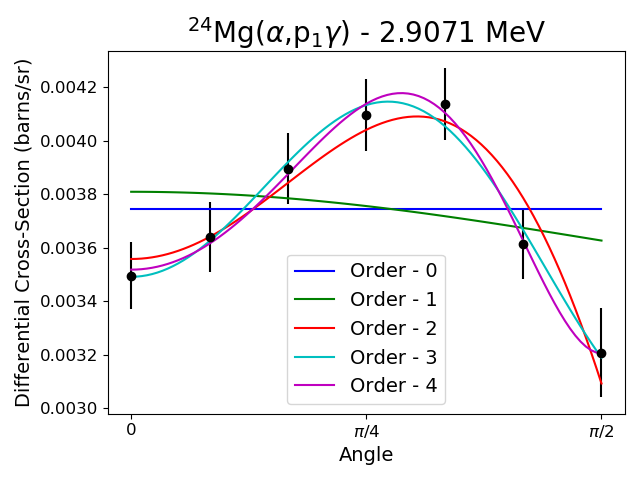 ²⁴Mg(α,p₁γ) - 2.9071 MeV
Differential Cross-Section (barns/sr)
0.0042
0.0040
0.0038
0.0036
0.0034
0.0032
0.0030
Order - 0
Order - 1
Order - 2
Order - 3
Order - 4
0 π/4 π/2
Angle